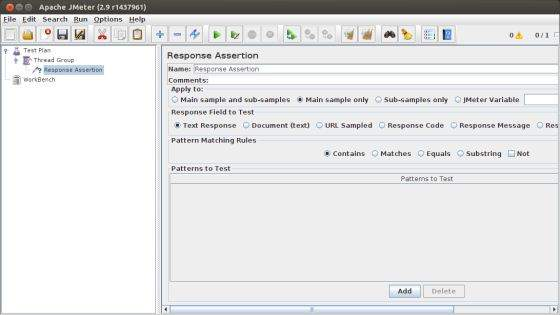 Apache JMeter (2.9 r1437961)
File Edit Search Run Options Help
0 0 / 1
Test Plan
Thread Group
Response Assertion
WorkBench
Response Assertion
Name: Response Assertion
Comments:
Apply to:
Main sample and sub-samples Main sample only Sub-samples only JMeter Variable
Response Field to Test
Text Response Document (text) URL Sampled Response Code Response Message Res
Pattern Matching Rules
Contains Matches Equals Substring Not
Patterns to Test
Patterns to Test
Add Delete